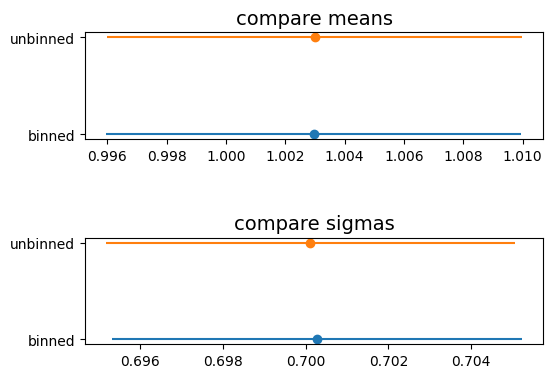 compare means
unbinned
binned
0.996 0.998 1.000 1.002 1.004 1.006 1.008 1.010
compare sigmas
unbinned
binned
0.696 0.698 0.700 0.702 0.704